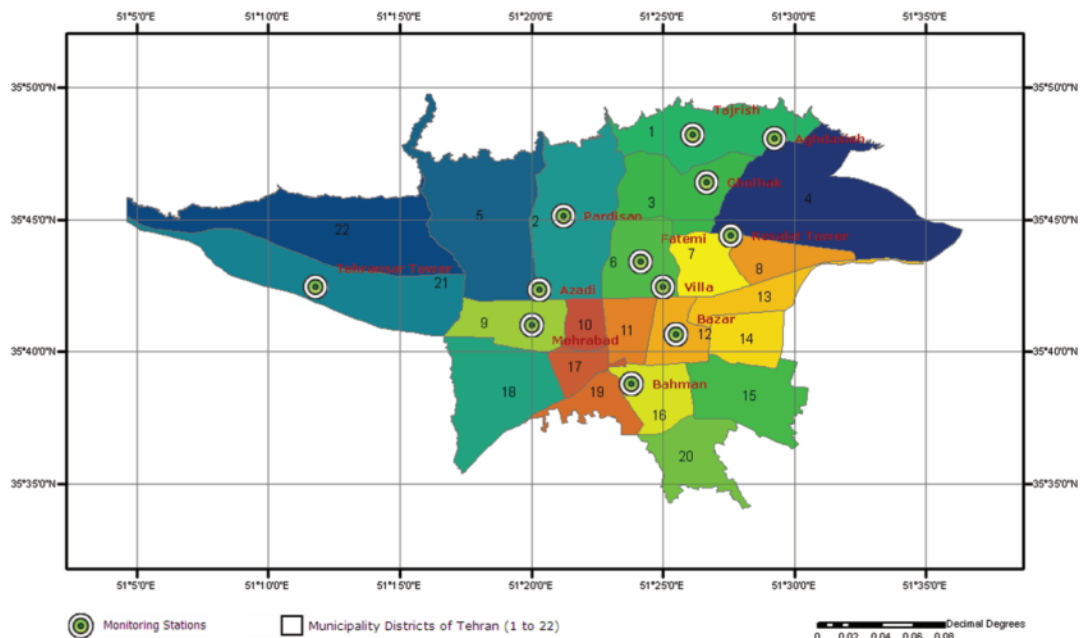 51°5'0"E 51°10'0"E 51°15'0"E 51°20'0"E 51°25'0"E 51°30'0"E 51°35'0"E
35°50'0"N 35°50'0"N
Tajrish
1
Aghdasieh
Gholhak
3
4
35°45'0"N 35°45'0"N
5
2
Pardisan
22
Fatemi
Resalat Tower
6
7
8
Tehransar Tower
21
Azadi
Villa
13
9
10
11
Bazar
12
14
Mehrabad
35°40'0"N 35°40'0"N
17
18
19
Bahman
15
16
20
35°35'0"N 35°35'0"N
51°5'0"E 51°10'0"E 51°15'0"E 51°20'0"E 51°25'0"E 51°30'0"E 51°35'0"E
Monitoring Stations
Municipality Districts of Tehran (1 to 22)
Decimal Degrees
0 0.02 0.04 0.06 0.08